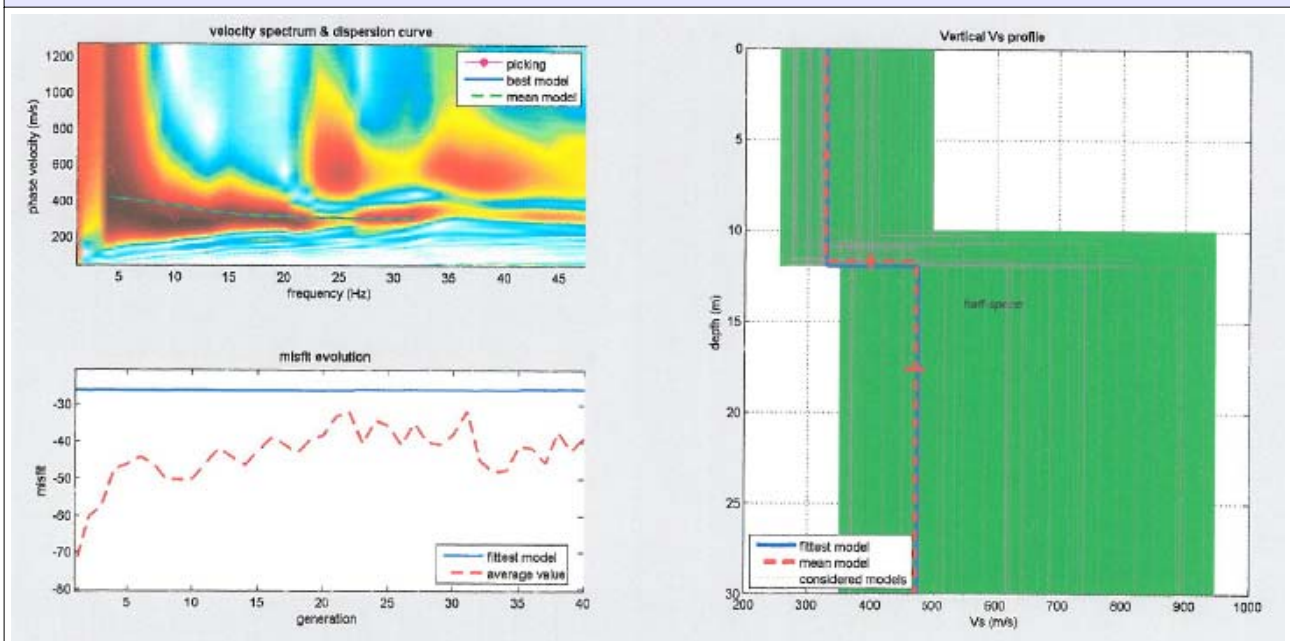 velocity spectrum & dispersion curve
1200
1000
800
600
400
200
phase velocity (m/s)
picking
best model
mean model
5 10 15 20 25 30 35 40 45
frequency (Hz)
misfit evolution
-30
-40
-50
-60
-70
-80
misfit
fittest model
average value
5 10 15 20 25 30 35 40
generation
Vertical Vs profile
0
5
10
15
20
25
30
depth (m)
half-space
fittest model
mean model
considered models
200 300 400 500 600 700 800 900 1000
Vs (m/s)